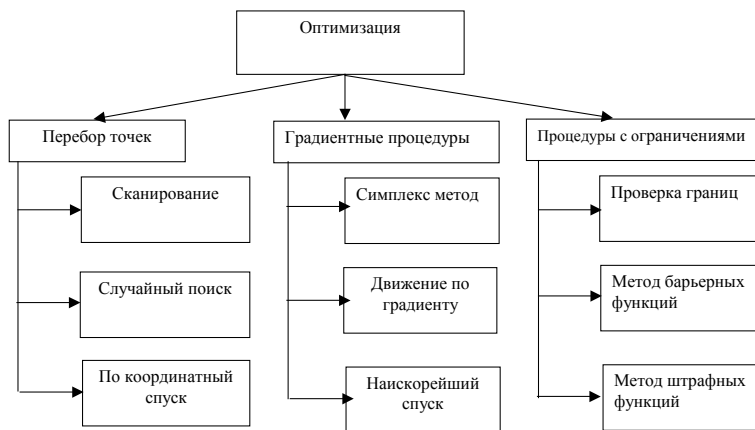 Оптимизация
Перебор точек
Градиентные процедуры
Процедуры с ограничениями
Сканирование
Симплекс метод
Проверка границ
Случайный поиск
Движение по
градиенту
Метод барьерных
функций
По координатный
спуск
Наискорейший
спуск
Метод штрафных
функций